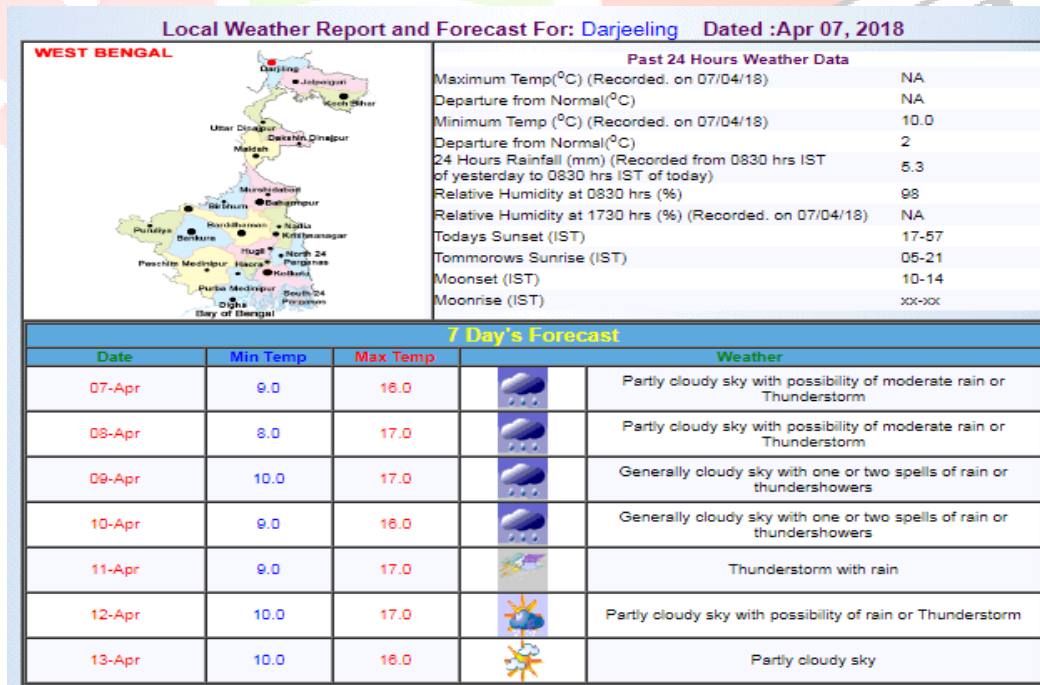 Local Weather Report and Forecast For: Darjeeling Dated :Apr 07, 2018
WEST BENGAL
Darjling
Jalpaiguri
Koch Bihar
Uttar Dinajpur
Dakshin Dinajpur
Maldah
Murshidabad
Birbhum
Baharmpur
Puruliya
Bankura
Barddhaman
Nadia
Krishnanagar
Hugli
North 24
Parganas
Paschim Medinipur
Haora
Kolkata
Purba Medinipur
South 24
Parganas
Digha
Bay of Bengal
Past 24 Hours Weather Data
Maximum Temp(⁰C) (Recorded. on 07/04/18) NA
Departure from Normal(⁰C) NA
Minimum Temp (⁰C) (Recorded. on 07/04/18) 10.0
Departure from Normal(⁰C) 2
24 Hours Rainfall (mm) (Recorded from 0830 hrs IST
of yesterday to 0830 hrs IST of today) 5.3
Relative Humidity at 0830 hrs (%) 98
Relative Humidity at 1730 hrs (%) (Recorded. on 07/04/18) NA
Todays Sunset (IST) 17-57
Tommorows Sunrise (IST) 05-21
Moonset (IST) 10-14
Moonrise (IST) xx-xx
7 Day's Forecast
Date Min Temp Max Temp Weather
07-Apr 9.0 16.0 Partly cloudy sky with possibility of moderate rain or
Thunderstorm
08-Apr 8.0 17.0 Partly cloudy sky with possibility of moderate rain or
Thunderstorm
09-Apr 10.0 17.0 Generally cloudy sky with one or two spells of rain or
thundershowers
10-Apr 9.0 16.0 Generally cloudy sky with one or two spells of rain or
thundershowers
11-Apr 9.0 17.0 Thunderstorm with rain
12-Apr 10.0 17.0 Partly cloudy sky with possibility of rain or Thunderstorm
13-Apr 10.0 16.0 Partly cloudy sky